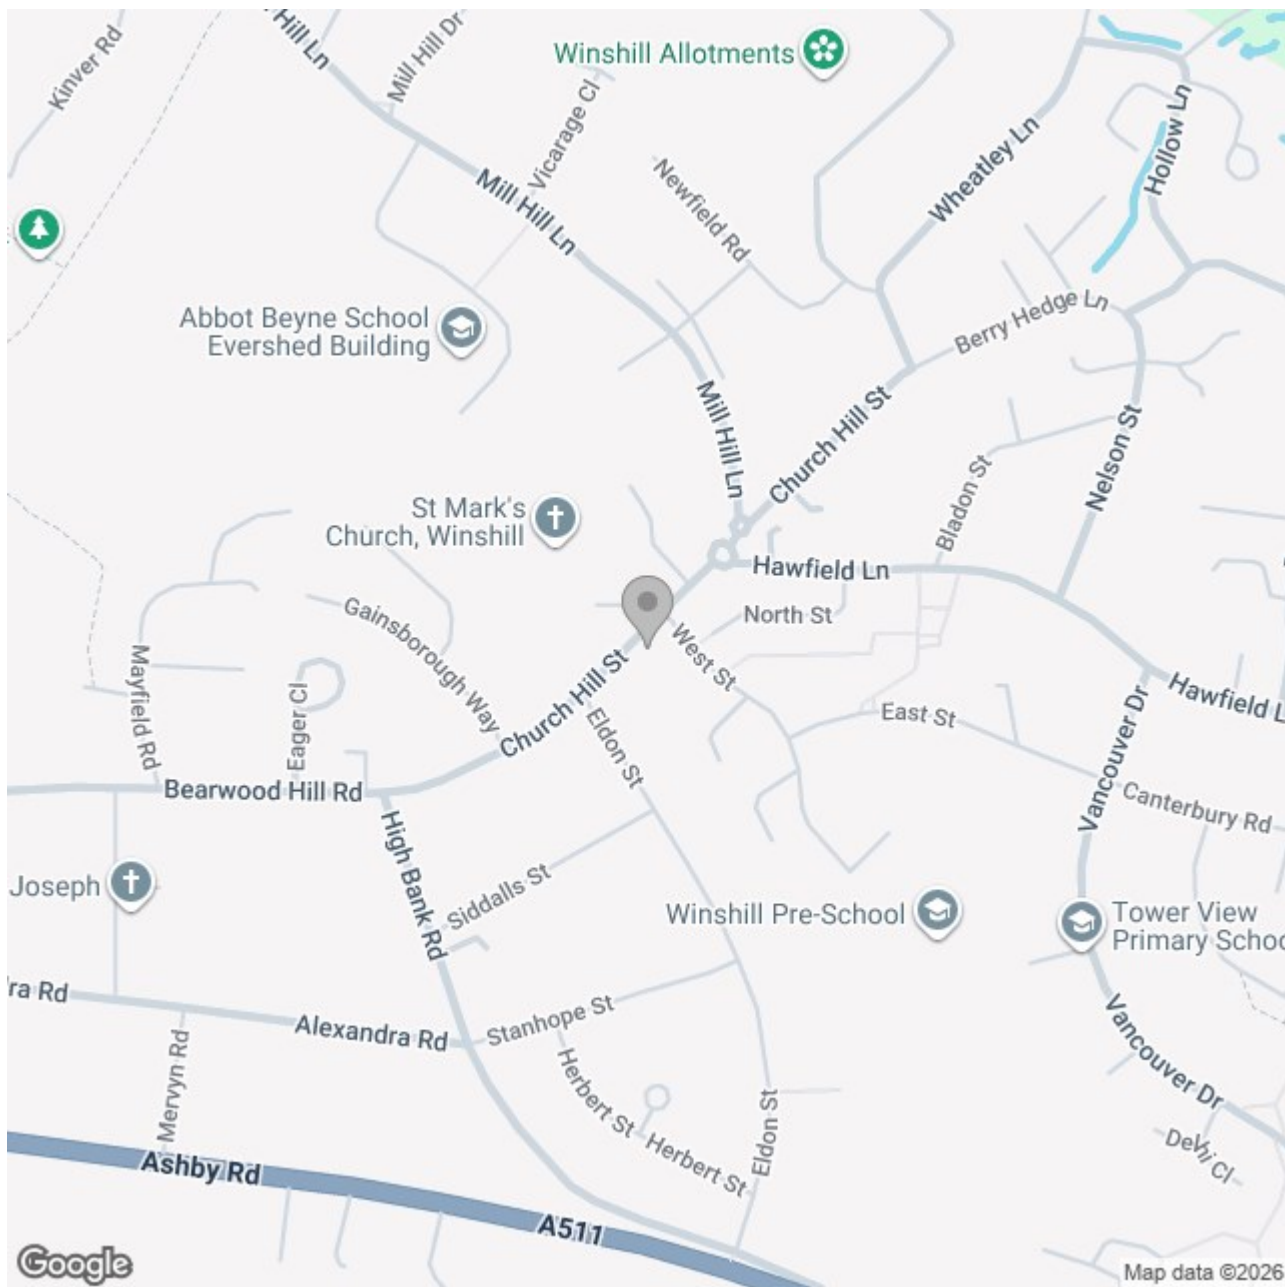 Kinver Rd
Hill Ln
Mill Hill Dr
Vicarage Cl
Winshill Allotments
Wheatley Ln
Hollow Ln
Newfield Rd
Mill Hill Ln
Abbot Beyne School
Evershed Building
Berry Hedge Ln
Mill Hill Ln
Church Hill St
Nelson St
Bladon St
St Mark's
Church, Winshill
Hawfield Ln
North St
Gainsborough Way
West St
Mayfield Rd
Eager Cl
Church Hill St
Eldon St
East St
Hawfield L
Vancouver Dr
Canterbury Rd
Bearwood Hill Rd
High Bank Rd
Siddalls St
Joseph
Winshill Pre-School
Tower View
Primary Schoo
ra Rd
Alexandra Rd
Stanhope St
Mervyn Rd
Herbert St
Herbert St
Eldon St
Vancouver Dr
Delhi Cl
Ashby Rd
A511
Google
Map data ©2026